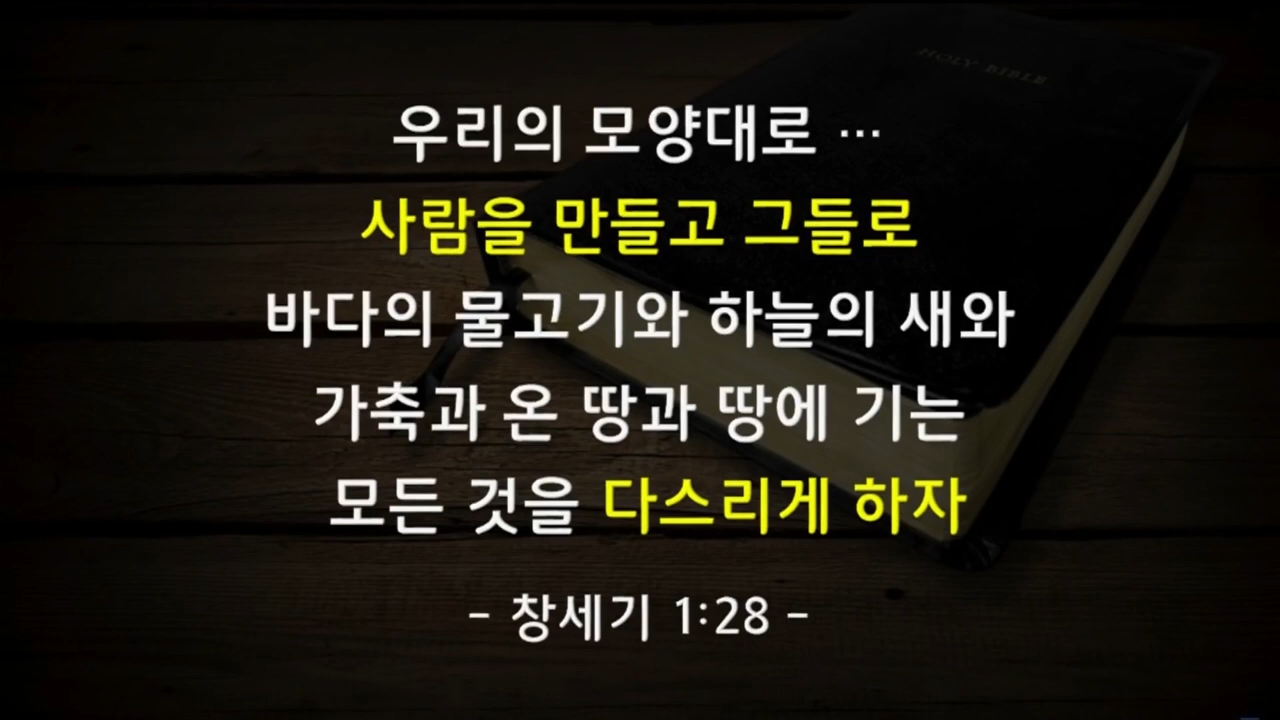 HOLY BIBLE
우리의 모양대로 …
사람을 만들고 그들로
바다의 물고기와 하늘의 새와
가축과 온 땅과 땅에 기는
모든 것을 다스리게 하자
- 창세기 1:28 -